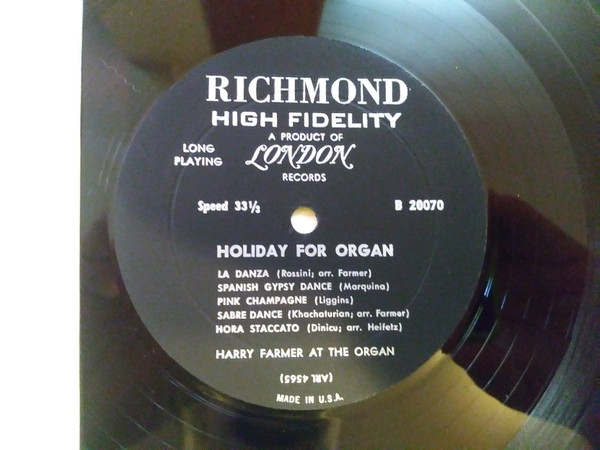 RICHMOND
HIGH FIDELITY
A PRODUCT OF
LONG
PLAYING
LONDON
RECORDS
Speed 33 1/3
B 20070
HOLIDAY FOR ORGAN
LA DANZA (Rossini; arr. Farmer)
SPANISH GYPSY DANCE (Marquina)
PINK CHAMPAGNE (Liggins)
SABRE DANCE (Khachaturian; arr. Farmer)
HORA STACCATO (Dinicu; arr. Heifetz)
HARRY FARMER AT THE ORGAN
(ARL 4565)
MADE IN U.S.A.